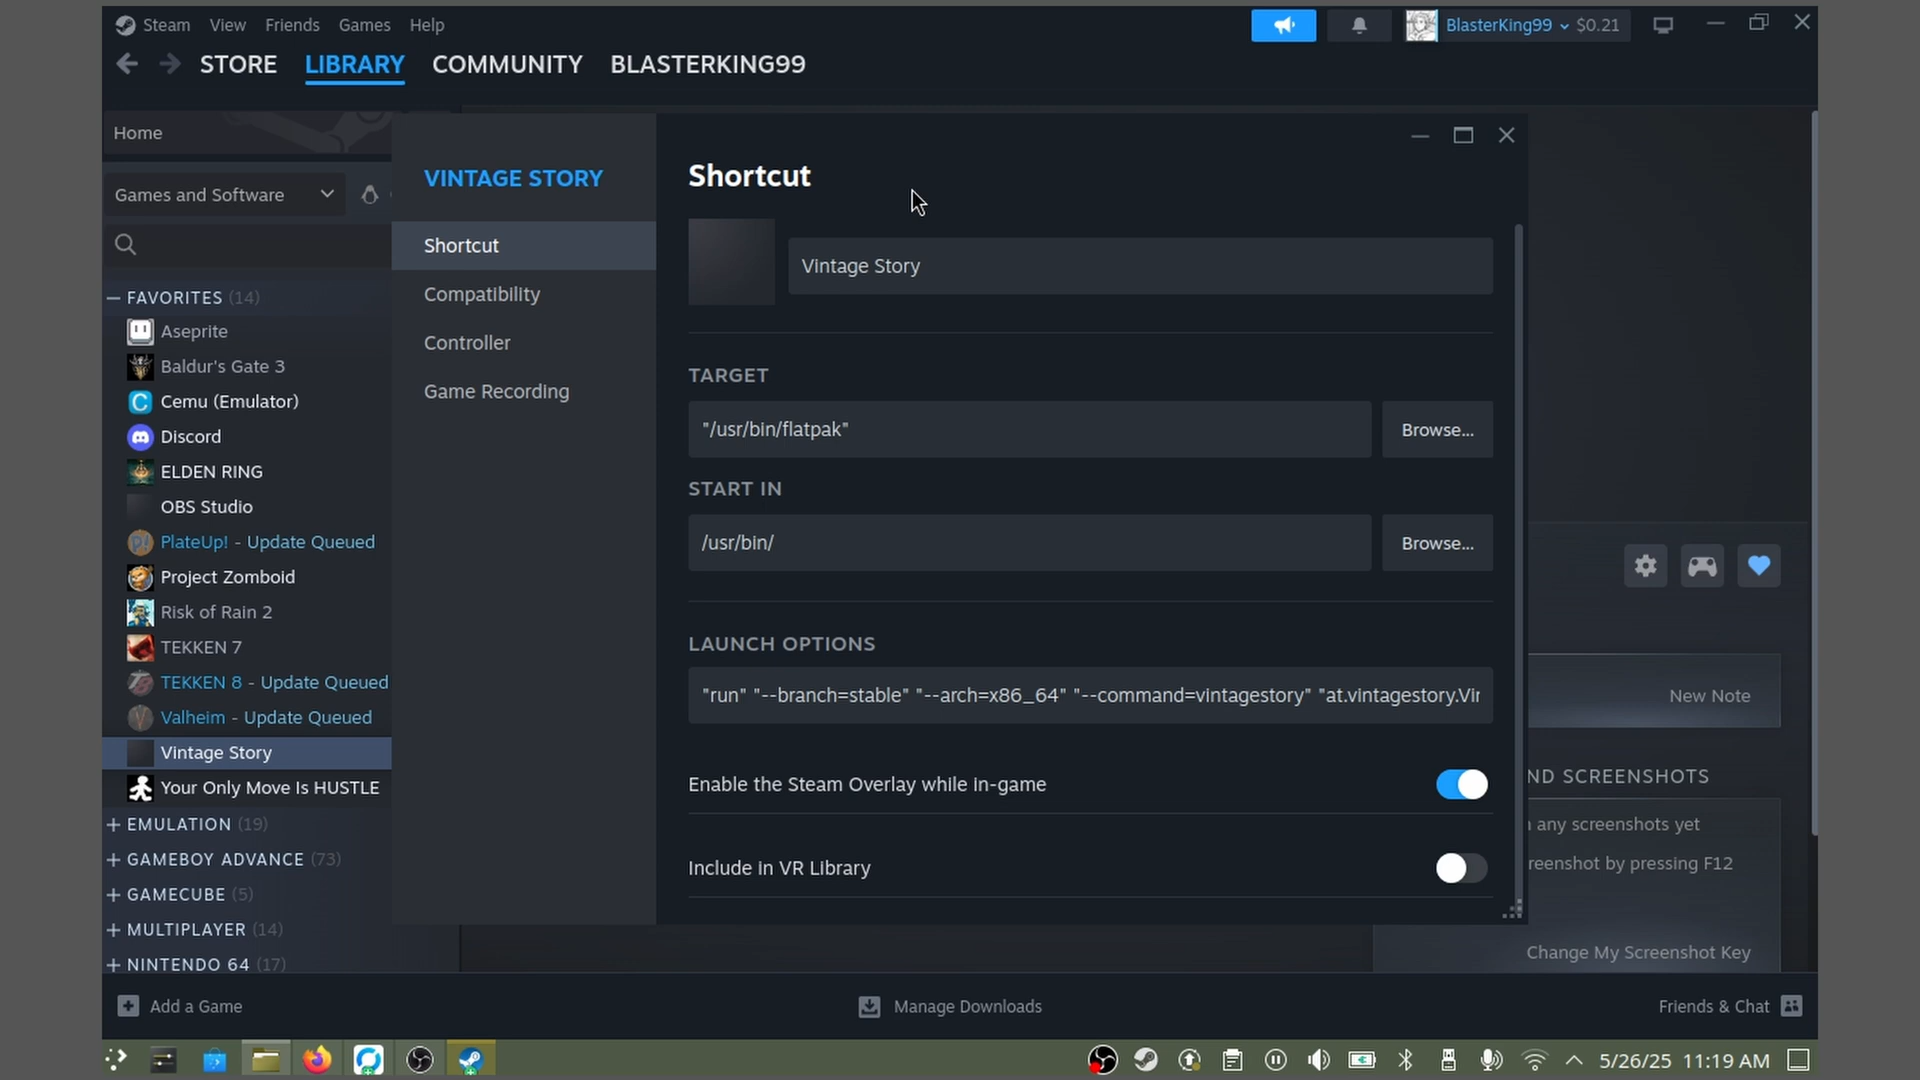 Steam View Friends Games Help
BlasterKing99 $0.21
STORE LIBRARY COMMUNITY BLASTERKING99
Home
Games and Software
FAVORITES (14)
Aseprite
Baldur's Gate 3
Cemu (Emulator)
Discord
ELDEN RING
OBS Studio
PlateUp! - Update Queued
Project Zomboid
Risk of Rain 2
TEKKEN 7
TEKKEN 8 - Update Queued
Valheim - Update Queued
Vintage Story
Your Only Move Is HUSTLE
EMULATION (19)
GAMEBOY ADVANCE (73)
GAMECUBE (5)
MULTIPLAYER (14)
NINTENDO 64 (17)
VINTAGE STORY
Shortcut
Compatibility
Controller
Game Recording
Shortcut
Vintage Story
TARGET
"/usr/bin/flatpak"
Browse...
START IN
/usr/bin/
Browse...
LAUNCH OPTIONS
"run" "--branch=stable" "--arch=x86_64" "--command=vintagestory" "at.vintagestory.Vir
Enable the Steam Overlay while in-game
Include in VR Library
New Note
ND SCREENSHOTS
any screenshots yet
reenshot by pressing F12
Change My Screenshot Key
Add a Game
Manage Downloads
Friends & Chat
5/26/25 11:19 AM